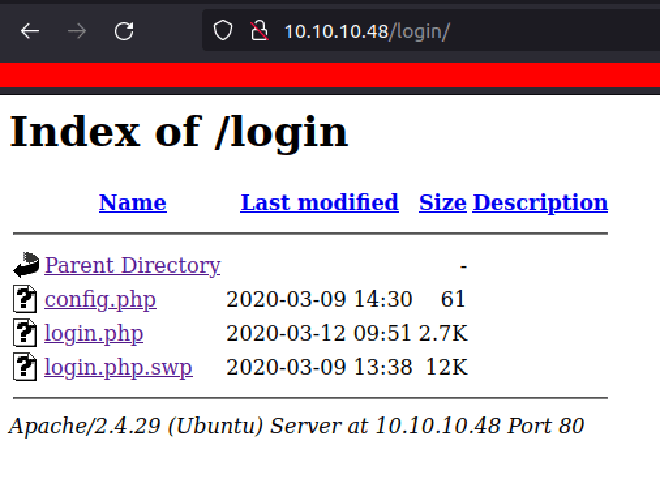 10.10.10.48/login/
Index of /login
Name Last modified Size Description
Parent Directory -
config.php 2020-03-09 14:30 61
login.php 2020-03-12 09:51 2.7K
login.php.swp 2020-03-09 13:38 12K
Apache/2.4.29 (Ubuntu) Server at 10.10.10.48 Port 80